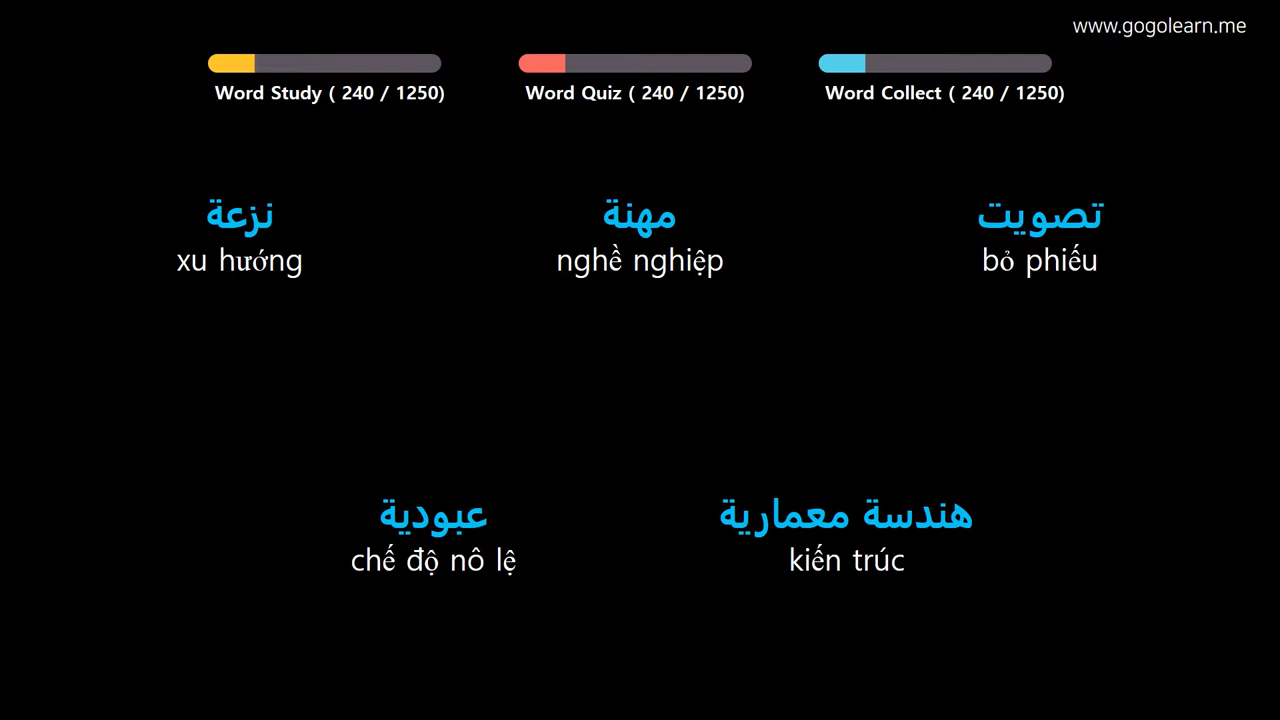 www.gogolearn.me
Word Study ( 240 / 1250)
Word Quiz ( 240 / 1250)
Word Collect ( 240 / 1250)
نزعة
xu hướng
مهنة
nghề nghiệp
تصويت
bỏ phiếu
عبودية
chế độ nô lệ
هندسة معمارية
kiến trúc